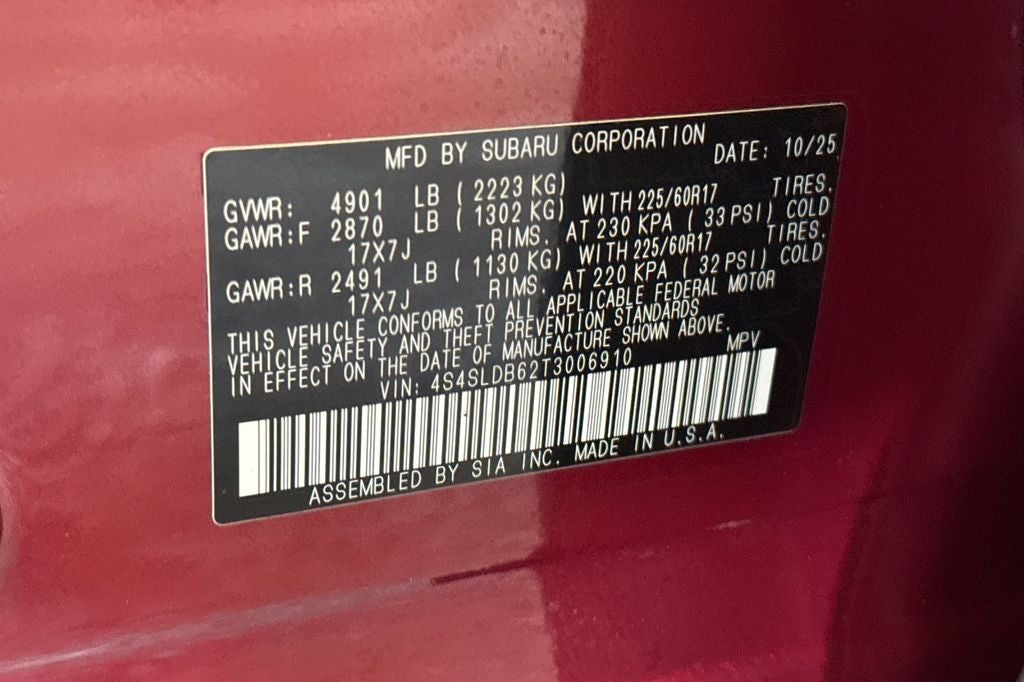 MFD BY SUBARU CORPORATION DATE: 10/25
GVWR: 4901 LB ( 2223 KG)
GAWR:F 2870 LB ( 1302 KG) WITH 225/60R17 TIRES.
17X7J RIMS. AT 230 KPA ( 33 PSI) COLD
GAWR:R 2491 LB ( 1130 KG) WITH 225/60R17 TIRES.
17X7J RIMS. AT 220 KPA ( 32 PSI) COLD
THIS VEHICLE CONFORMS TO ALL APPLICABLE FEDERAL MOTOR
VEHICLE SAFETY AND THEFT PREVENTION STANDARDS
IN EFFECT ON THE DATE OF MANUFACTURE SHOWN ABOVE.
VIN: 4S4SLDB62T3006910 MPV
ASSEMBLED BY SIA INC. MADE IN U.S.A.